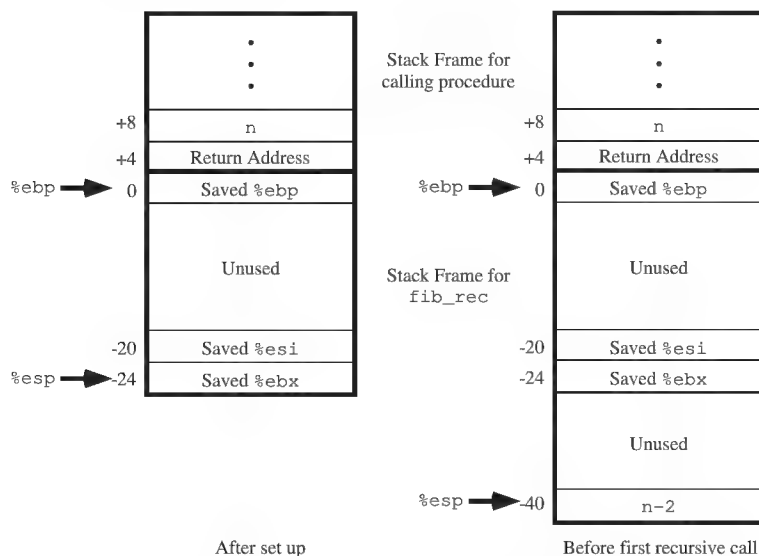 Stack Frame for
calling procedure
+8 n
+4 Return Address
%ebp 0 Saved %ebp
Unused
-20 Saved %esi
%esp -24 Saved %ebx
After set up
Stack Frame for
fib_rec
+8 n
+4 Return Address
%ebp 0 Saved %ebp
Unused
-20 Saved %esi
-24 Saved %ebx
Unused
%esp -40 n-2
Before first recursive call